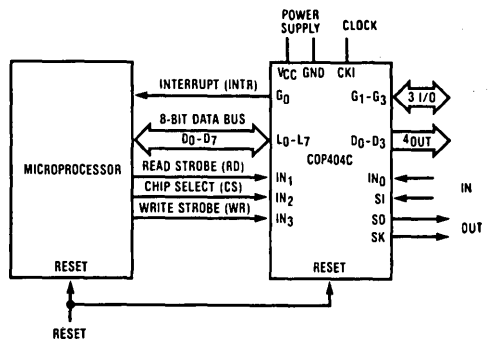 POWER
SUPPLY
CLOCK
VCC GND CKI
INTERRUPT (INTR)
G0
G1-G3
3 I/O
8-BIT DATA BUS
D0-D7
L0-L7
D0-D3
4 OUT
COP404C
MICROPROCESSOR
READ STROBE (RD)
IN1
IN0
IN
CHIP SELECT (CS)
IN2
SI
WRITE STROBE (WR)
IN3
SO
OUT
SK
RESET
RESET
RESET